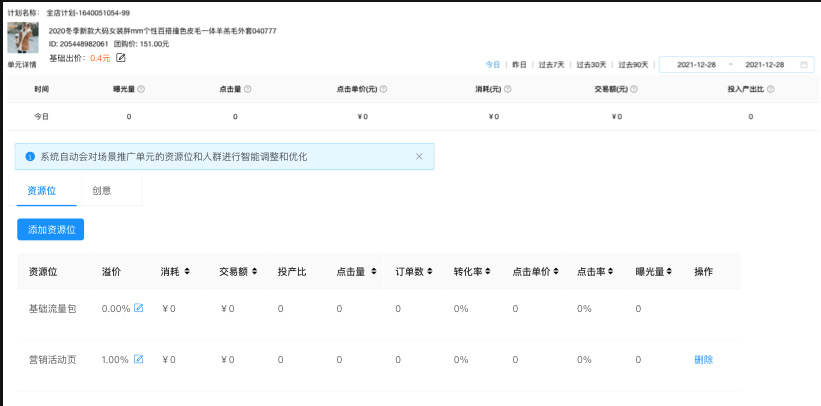 计划名称: 全店计划-1640051054-99
2020冬季新款大码女装胖mm个性百搭撞色皮毛一体羊羔毛外套040777
ID: 205448982061 团购价: 151.00元
基础出价: 0.4元
单元详情 今日 | 昨日 | 过去7天 | 过去30天 | 过去90天 | 2021-12-28 ~ 2021-12-28
时间 曝光量 点击量 点击单价(元) 消耗(元) 交易额(元) 投入产出比
今日 0 0 ¥0 ¥0 ¥0 0
系统自动会对场景推广单元的资源位和人群进行智能调整和优化
资源位 创意
添加资源位
资源位 溢价 消耗 交易额 投产比 点击量 订单数 转化率 点击单价 点击率 曝光量 操作
基础流量包 0.00% ¥0 ¥0 0 0 0 0% 0 0% 0
营销活动页 1.00% ¥0 ¥0 0 0 0 0% 0 0% 0 删除